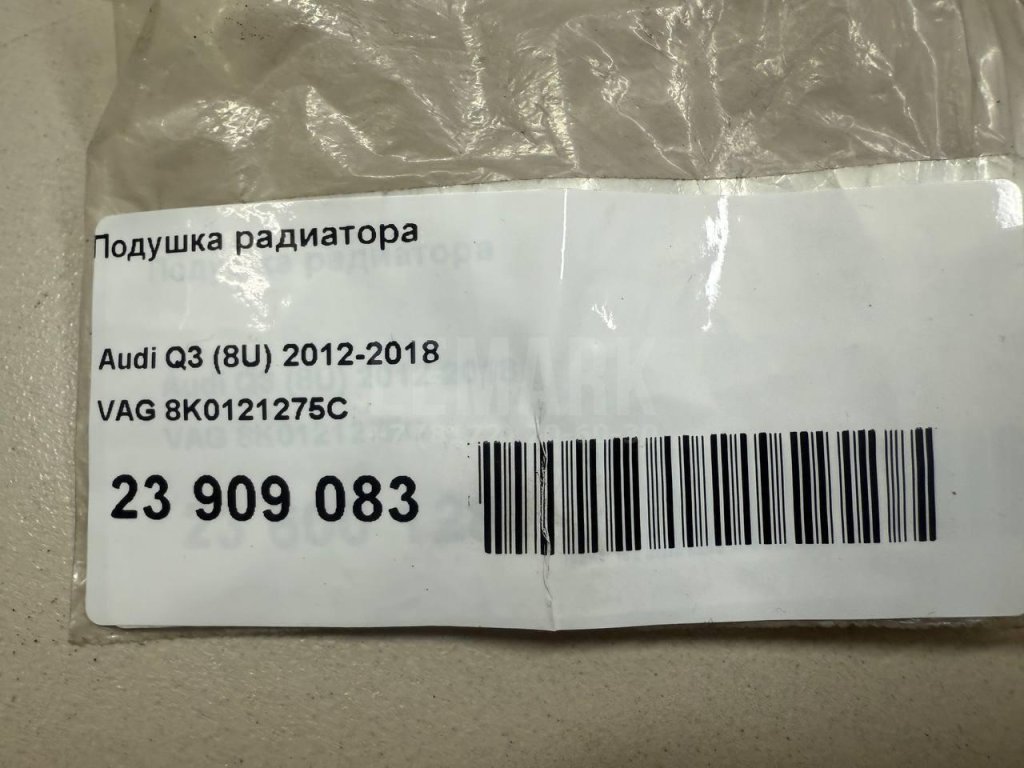 Подушка радиатора
Audi Q3 (8U) 2012-2018
VAG 8K0121275C
23 909 083